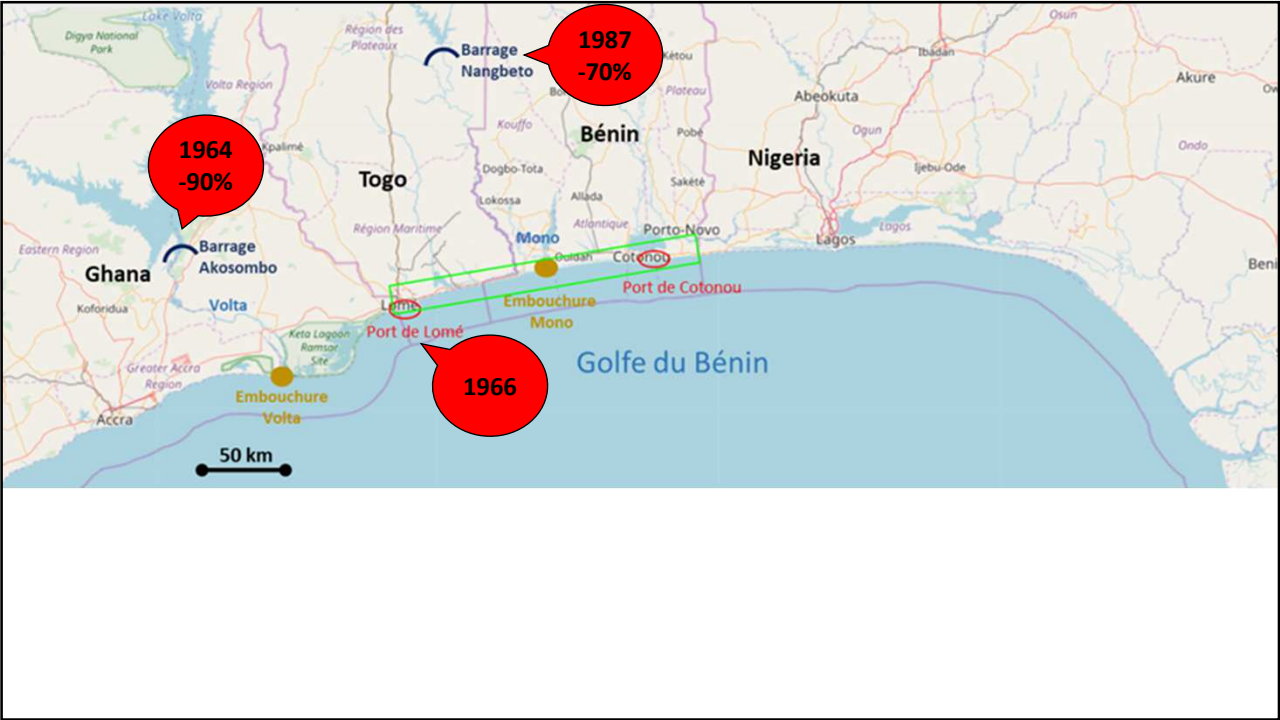 Lake Volta
Digya National
Park
Région des
Plateaux
Barrage
Nangbeto
1987
-70%
Kétou
Osun
Ibadan
Akure
Volta Region
Plateau
Abeokuta
1964
-90%
Kpalimé
Kouffo
Bénin
Pobè
Ogun
Nigeria
Ondo
Togo
Dogbo-Tota
Ijebu-Ode
Lokossa
Allada
Sakété
Eastern Region
Barrage
Akosombo
Région Maritime
Mono
Atlantique
Porto-Novo
Lagos
Lagos
Ghana
Ouidah
Cotonou
Beni
Koforidua
Volta
Lomé
Embouchure
Mono
Port de Cotonou
Keta Lagoon
Ramsar
Site
Port de Lomé
Greater Accra
Region
Golfe du Bénin
1966
Embouchure
Volta
Accra
50 km